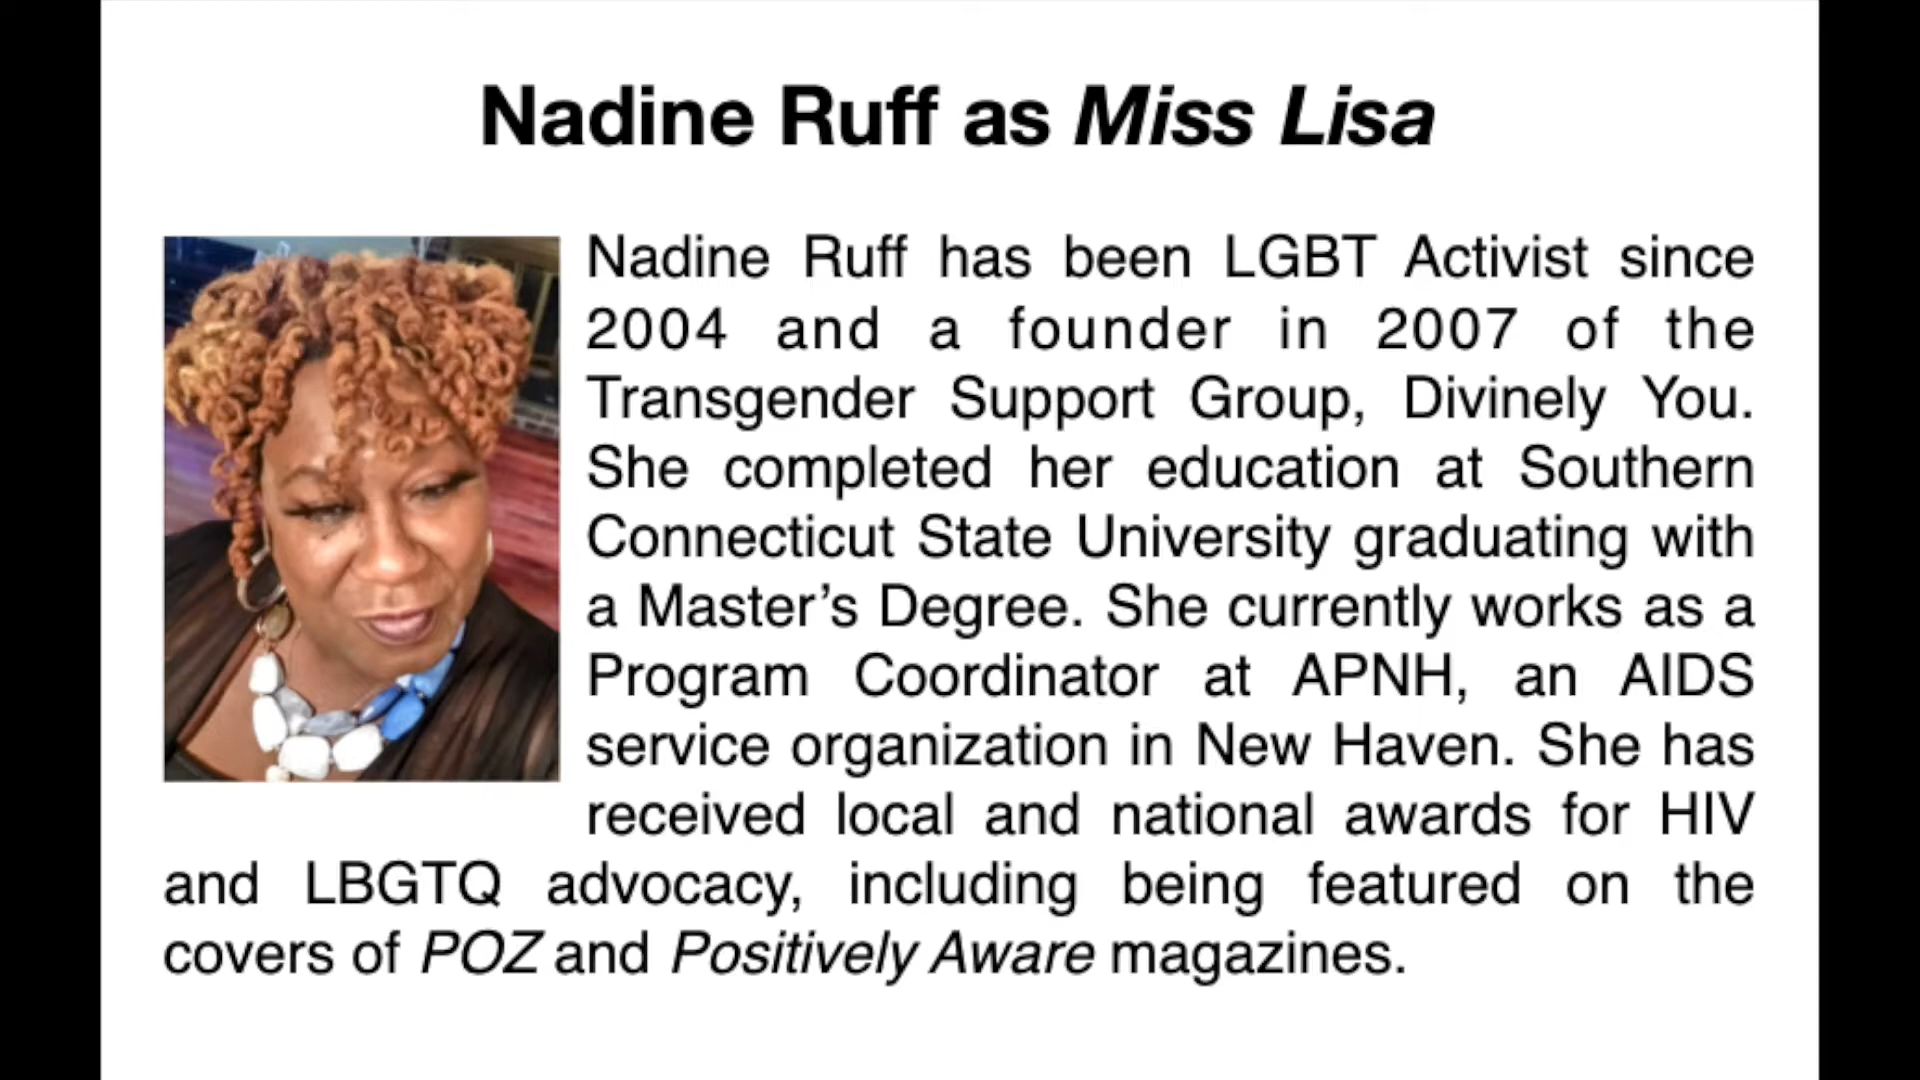 Nadine Ruff as Miss Lisa
Nadine Ruff has been LGBT Activist since
2004 and a founder in 2007 of the
Transgender Support Group, Divinely You.
She completed her education at Southern
Connecticut State University graduating with
a Master’s Degree. She currently works as a
Program Coordinator at APNH, an AIDS
service organization in New Haven. She has
received local and national awards for HIV
and LBGTQ advocacy, including being featured on the
covers of POZ and Positively Aware magazines.